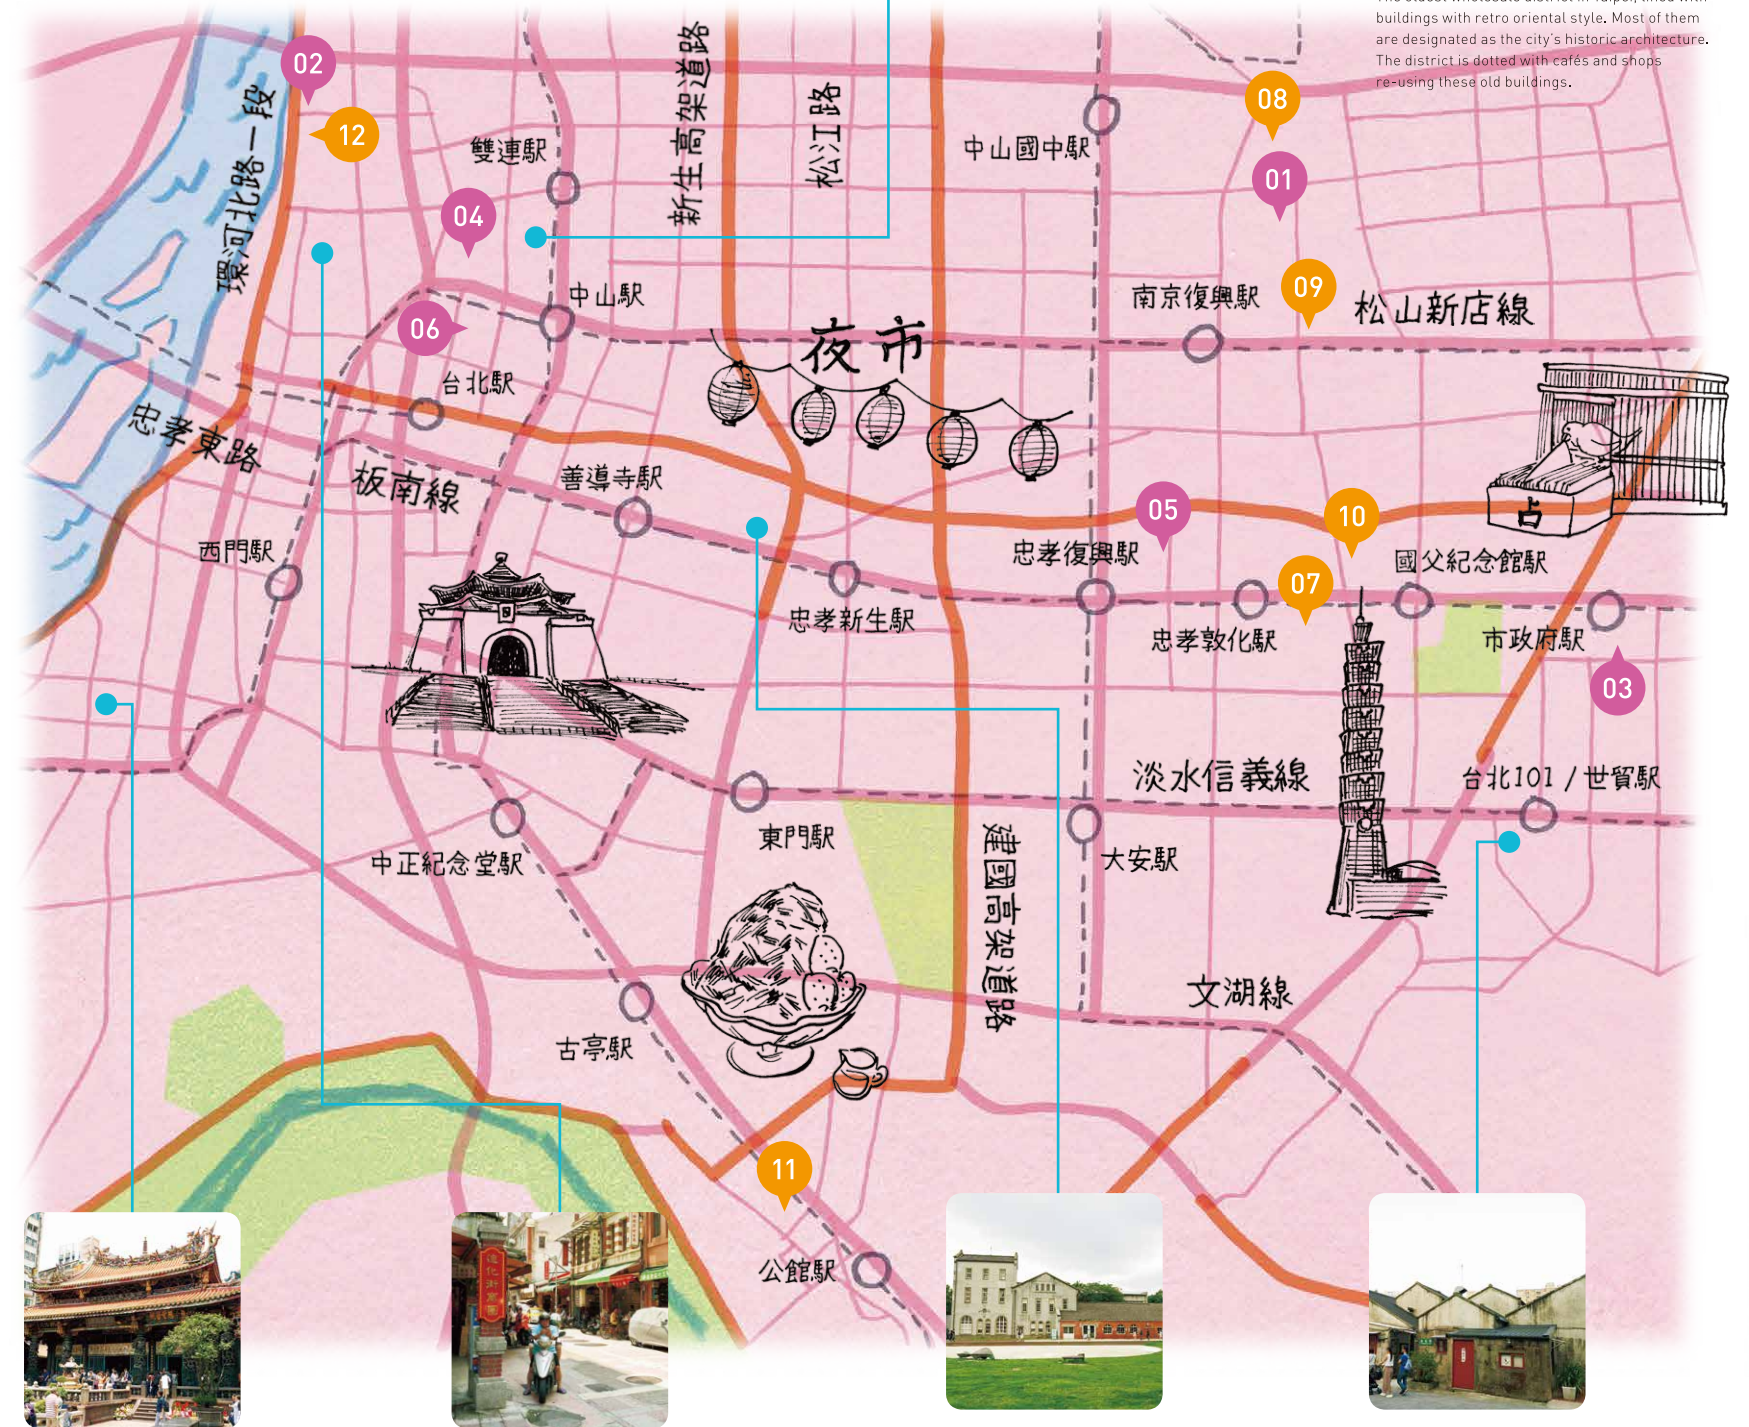 buildings with retro oriental style. Most of them
are designated as the city's historic architecture.
The district is dotted with cafés and shops
re-using these old buildings.
02
12
環河北路一段
雙連駅
04
新生高架道路
松江路
中山國中駅
08
01
09
中山駅
06
夜市
南京復興駅
松山新店線
台北駅
忠孝東路
板南線
善導寺駅
西門駅
05
10
占
忠孝復興駅
07
國父紀念館駅
忠孝新生駅
忠孝敦化駅
市政府駅
03
淡水信義線
台北101 / 世貿駅
東門駅
中正紀念堂駅
大安駅
建國高架道路
文湖線
古亭駅
11
公館駅